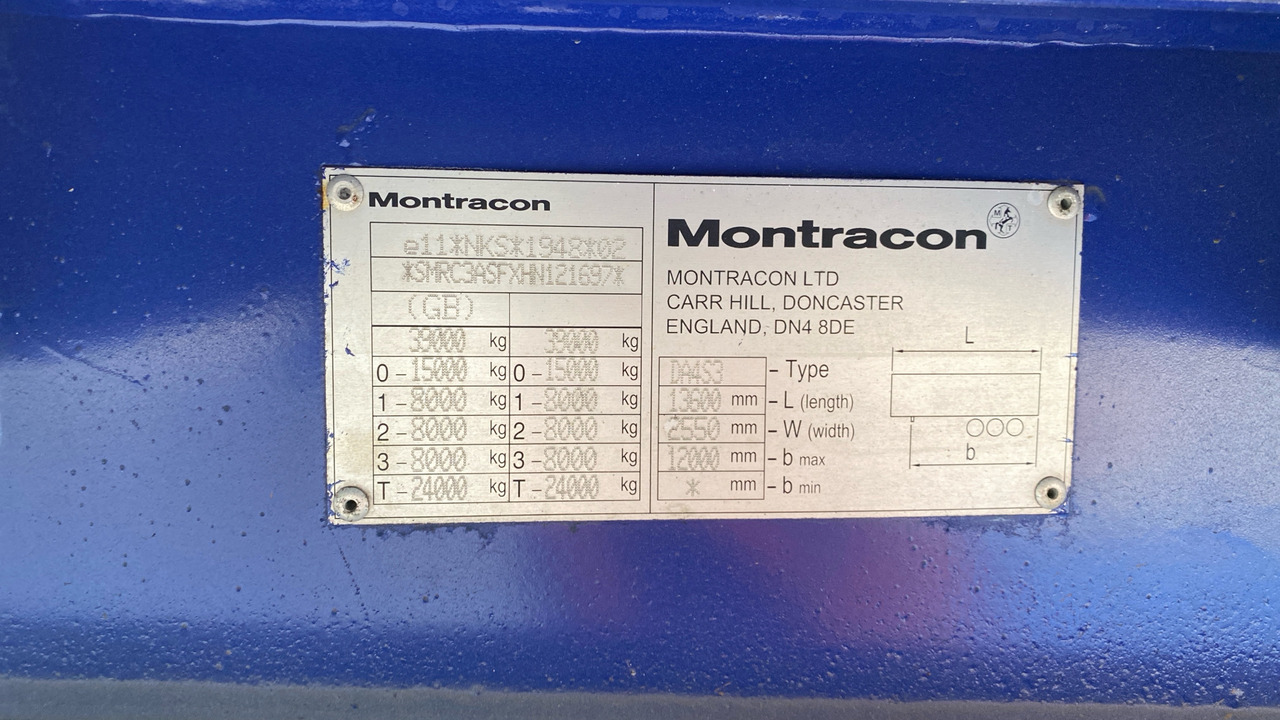 Montracon
e11*NKS*1948*02
*SMRC3ASFXHN121697*
(GB)
39000 kg 39000 kg
0-15000 kg 0-15000 kg
1-8000 kg 1-8000 kg
2-8000 kg 2-8000 kg
3-8000 kg 3-8000 kg
T-24000 kg T-24000 kg
Montracon
M
T
MONTRACON LTD
CARR HILL, DONCASTER
ENGLAND, DN4 8DE
DA4S3 - Type
13600 mm - L (length)
2550 mm - W (width)
12000 mm - b max
* mm - b min
L
b